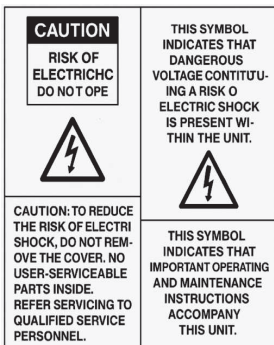 CAUTION
RISK OF
ELECTRICHC
DO NOT OPE
CAUTION: TO REDUCE
THE RISK OF ELECTRI
SHOCK, DO NOT REM-
OVE THE COVER. NO
USER-SERVICEABLE
PARTS INSIDE.
REFER SERVICING TO
QUALIFIED SERVICE
PERSONNEL.
THIS SYMBOL
INDICATES THAT
DANGEROUS
VOLTAGE CONTITUTU-
ING A RISK O
ELECTRIC SHOCK
IS PRESENT WI-
THIN THE UNIT.
THIS SYMBOL
INDICATES THAT
IMPORTANT OPERATING
AND MAINTENANCE
INSTRUCTIONS
ACCOMPANY
THIS UNIT.